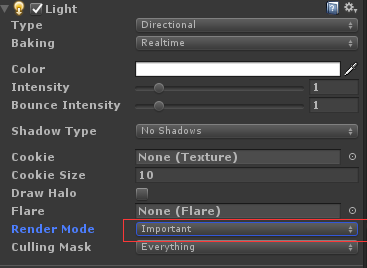 Light
Type Directional
Baking Realtime
Color
Intensity 1
Bounce Intensity 1
Shadow Type No Shadows
Cookie None (Texture)
Cookie Size 10
Draw Halo
Flare None (Flare)
Render Mode Important
Culling Mask Everything